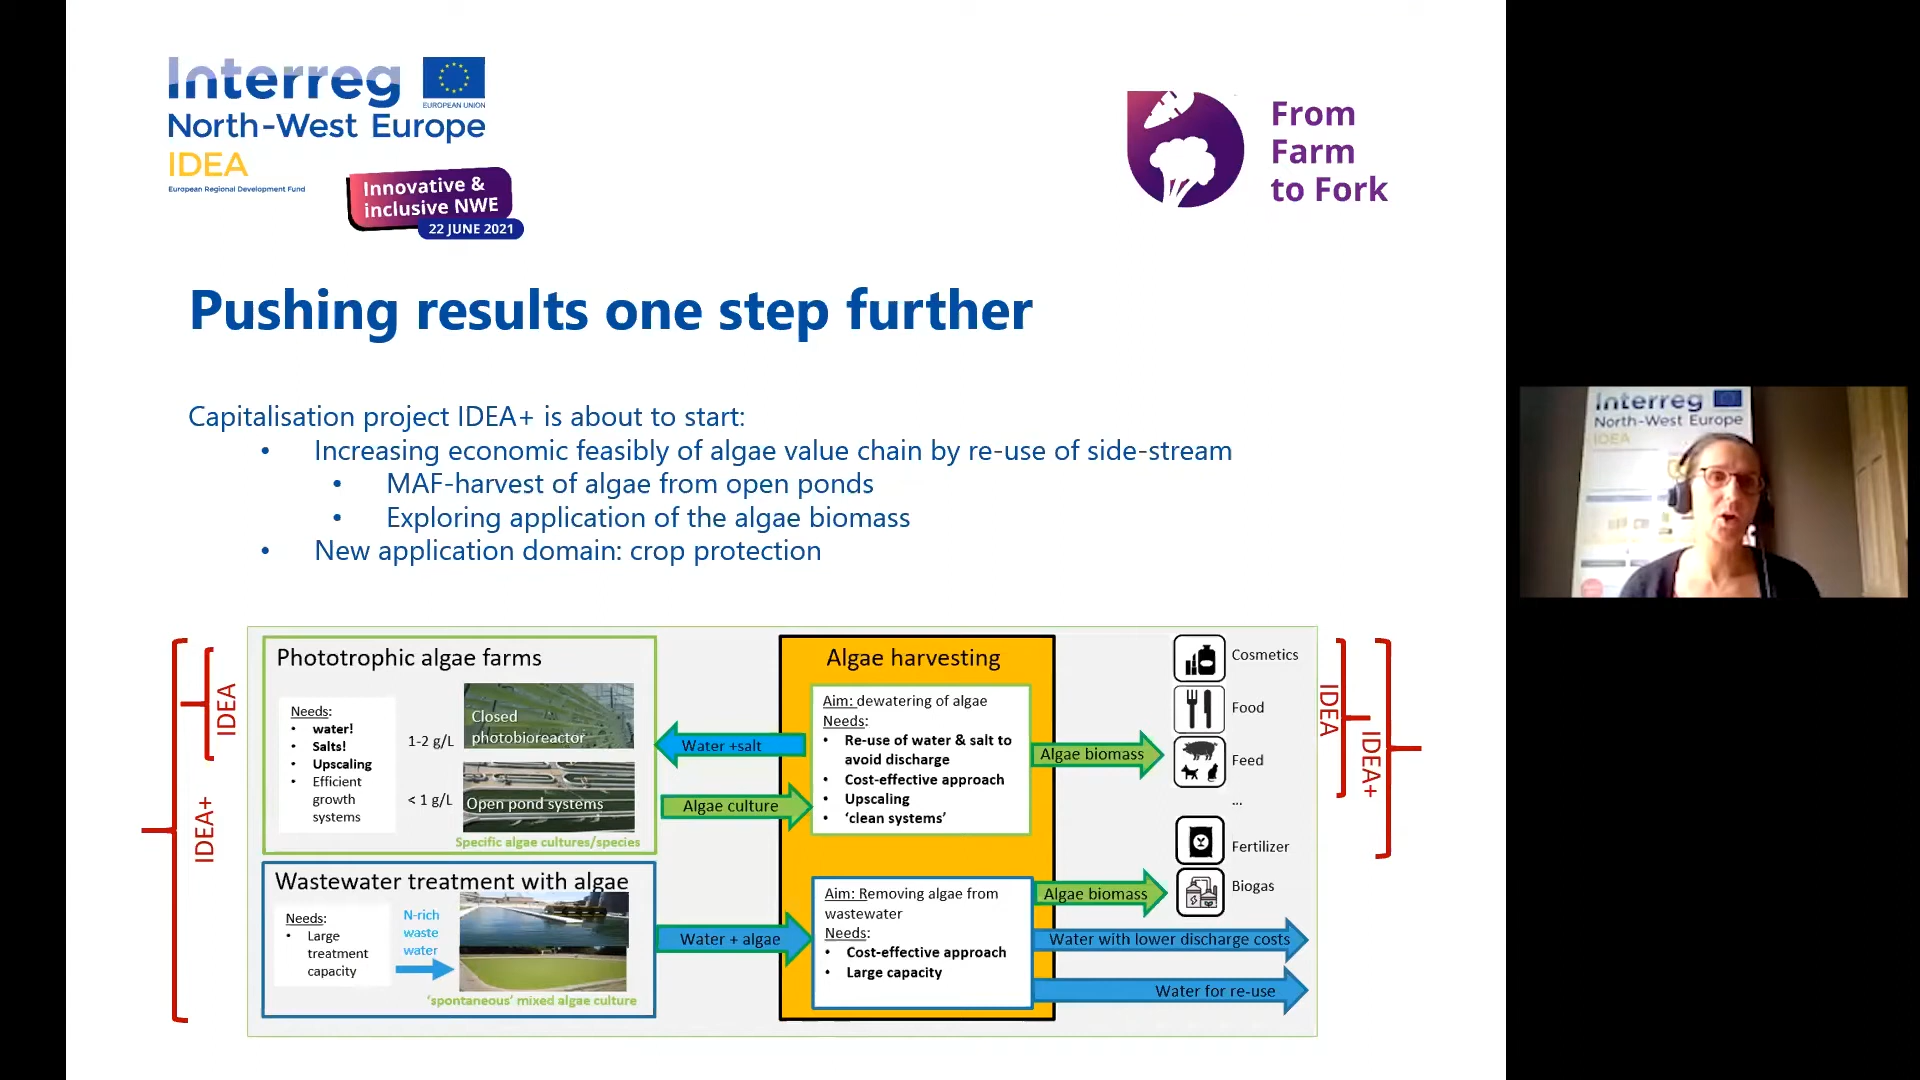 Interreg
EUROPEAN UNION
North-West Europe
IDEA
European Regional Development Fund
Innovative &
inclusive NWE
22 JUNE 2021
From
Farm
to Fork
Pushing results one step further
Capitalisation project IDEA+ is about to start:
• Increasing economic feasibly of algae value chain by re-use of side-stream
• MAF-harvest of algae from open ponds
• Exploring application of the algae biomass
• New application domain: crop protection
IDEA
IDEA+
Phototrophic algae farms
Needs:
• water!
• Salts!
• Upscaling
• Efficient
growth
systems
1-2 g/L
Closed
photobioreactor
< 1 g/L
Open pond systems
Specific algae cultures/species
Wastewater treatment with algae
Needs:
• Large
treatment
capacity
N-rich
waste
water
'spontaneous' mixed algae culture
Water +salt
Algae culture
Water + algae
Algae harvesting
Aim: dewatering of algae
Needs:
• Re-use of water & salt to
avoid discharge
• Cost-effective approach
• Upscaling
• 'clean systems'
Aim: Removing algae from
wastewater
Needs:
• Cost-effective approach
• Large capacity
Algae biomass
Algae biomass
Water with lower discharge costs
Water for re-use
Cosmetics
Food
Feed
...
Fertilizer
Biogas
IDEA
IDEA+
Interreg
North-West Europe
IDEA